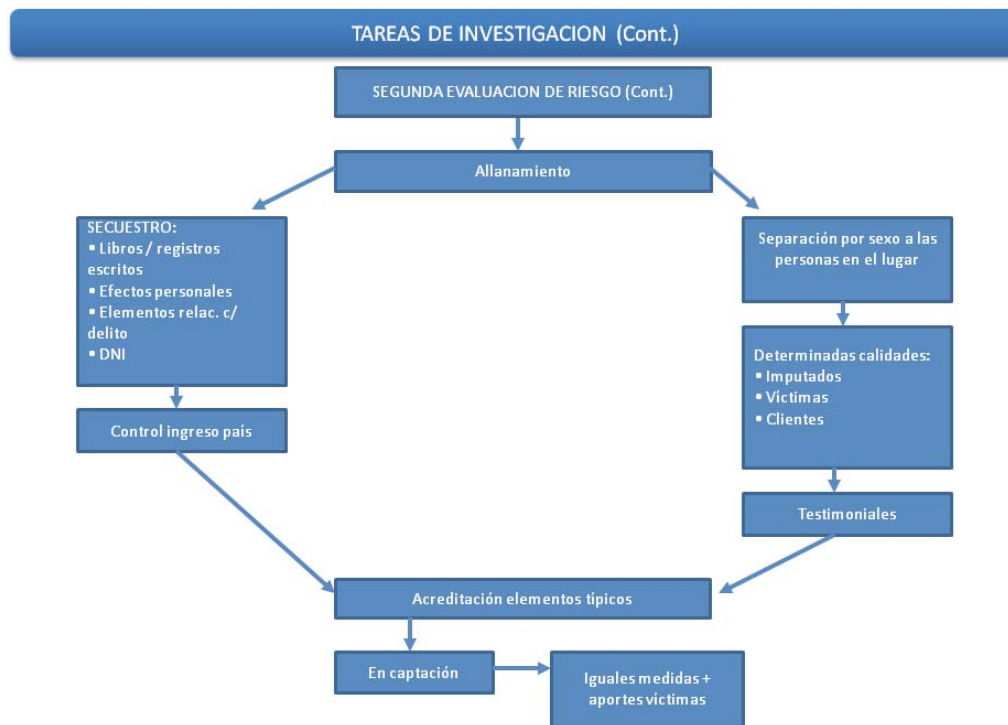 TAREAS DE INVESTIGACION (Cont.)
SEGUNDA EVALUACION DE RIESGO (Cont.)
Allanamiento
SECUESTRO:
▪ Libros / registros
escritos
▪ Efectos personales
▪ Elementos relac. c/
delito
▪ DNI
Control ingreso país
Separación por sexo a las
personas en el lugar
Determinadas calidades:
▪ Imputados
▪ Víctimas
▪ Clientes
Testimoniales
Acreditación elementos típicos
En captación
Iguales medidas +
aportes víctimas